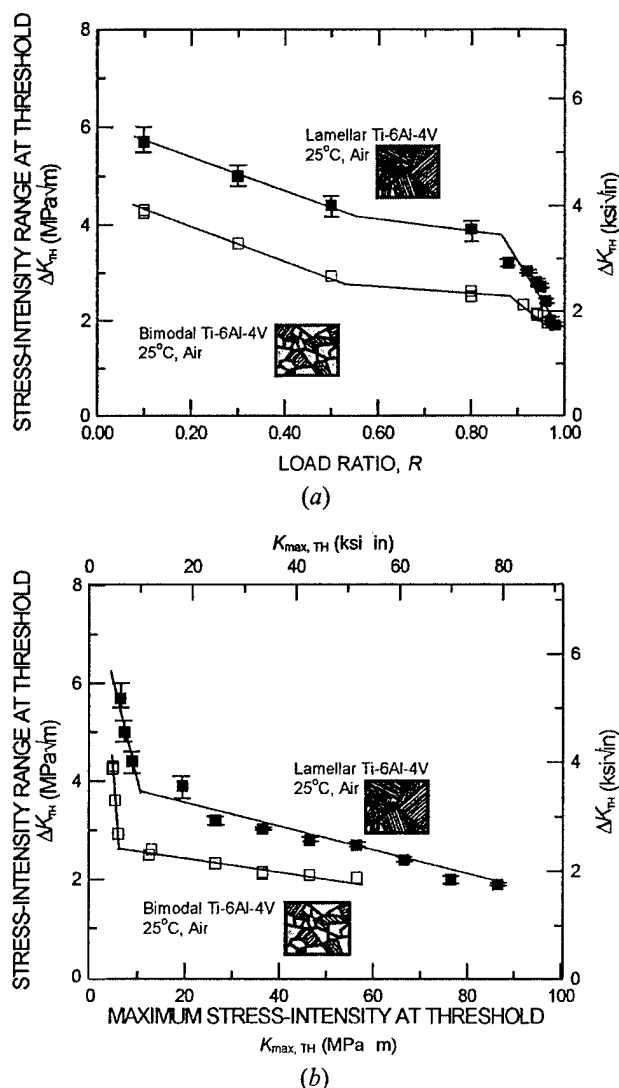 8
6
4
2
0
0.00 0.20 0.40 0.60 0.80 1.00
6
4
2
0
STRESS-INTENSITY RANGE AT THRESHOLD
ΔK_TH (MPa√m)
ΔK_TH (ksi√in)
Lamellar Ti-6Al-4V
25°C, Air
Bimodal Ti-6Al-4V
25°C, Air
LOAD RATIO, R
(a)
K_max, TH (ksi in)
0 20 40 60 80
8
6
4
2
0
0 20 40 60 80 100
6
4
2
0
STRESS-INTENSITY RANGE AT THRESHOLD
ΔK_TH (MPa√m)
ΔK_TH (ksi√in)
Lamellar Ti-6Al-4V
25°C, Air
Bimodal Ti-6Al-4V
25°C, Air
MAXIMUM STRESS-INTENSITY AT THRESHOLD
K_max, TH (MPa m)
(b)